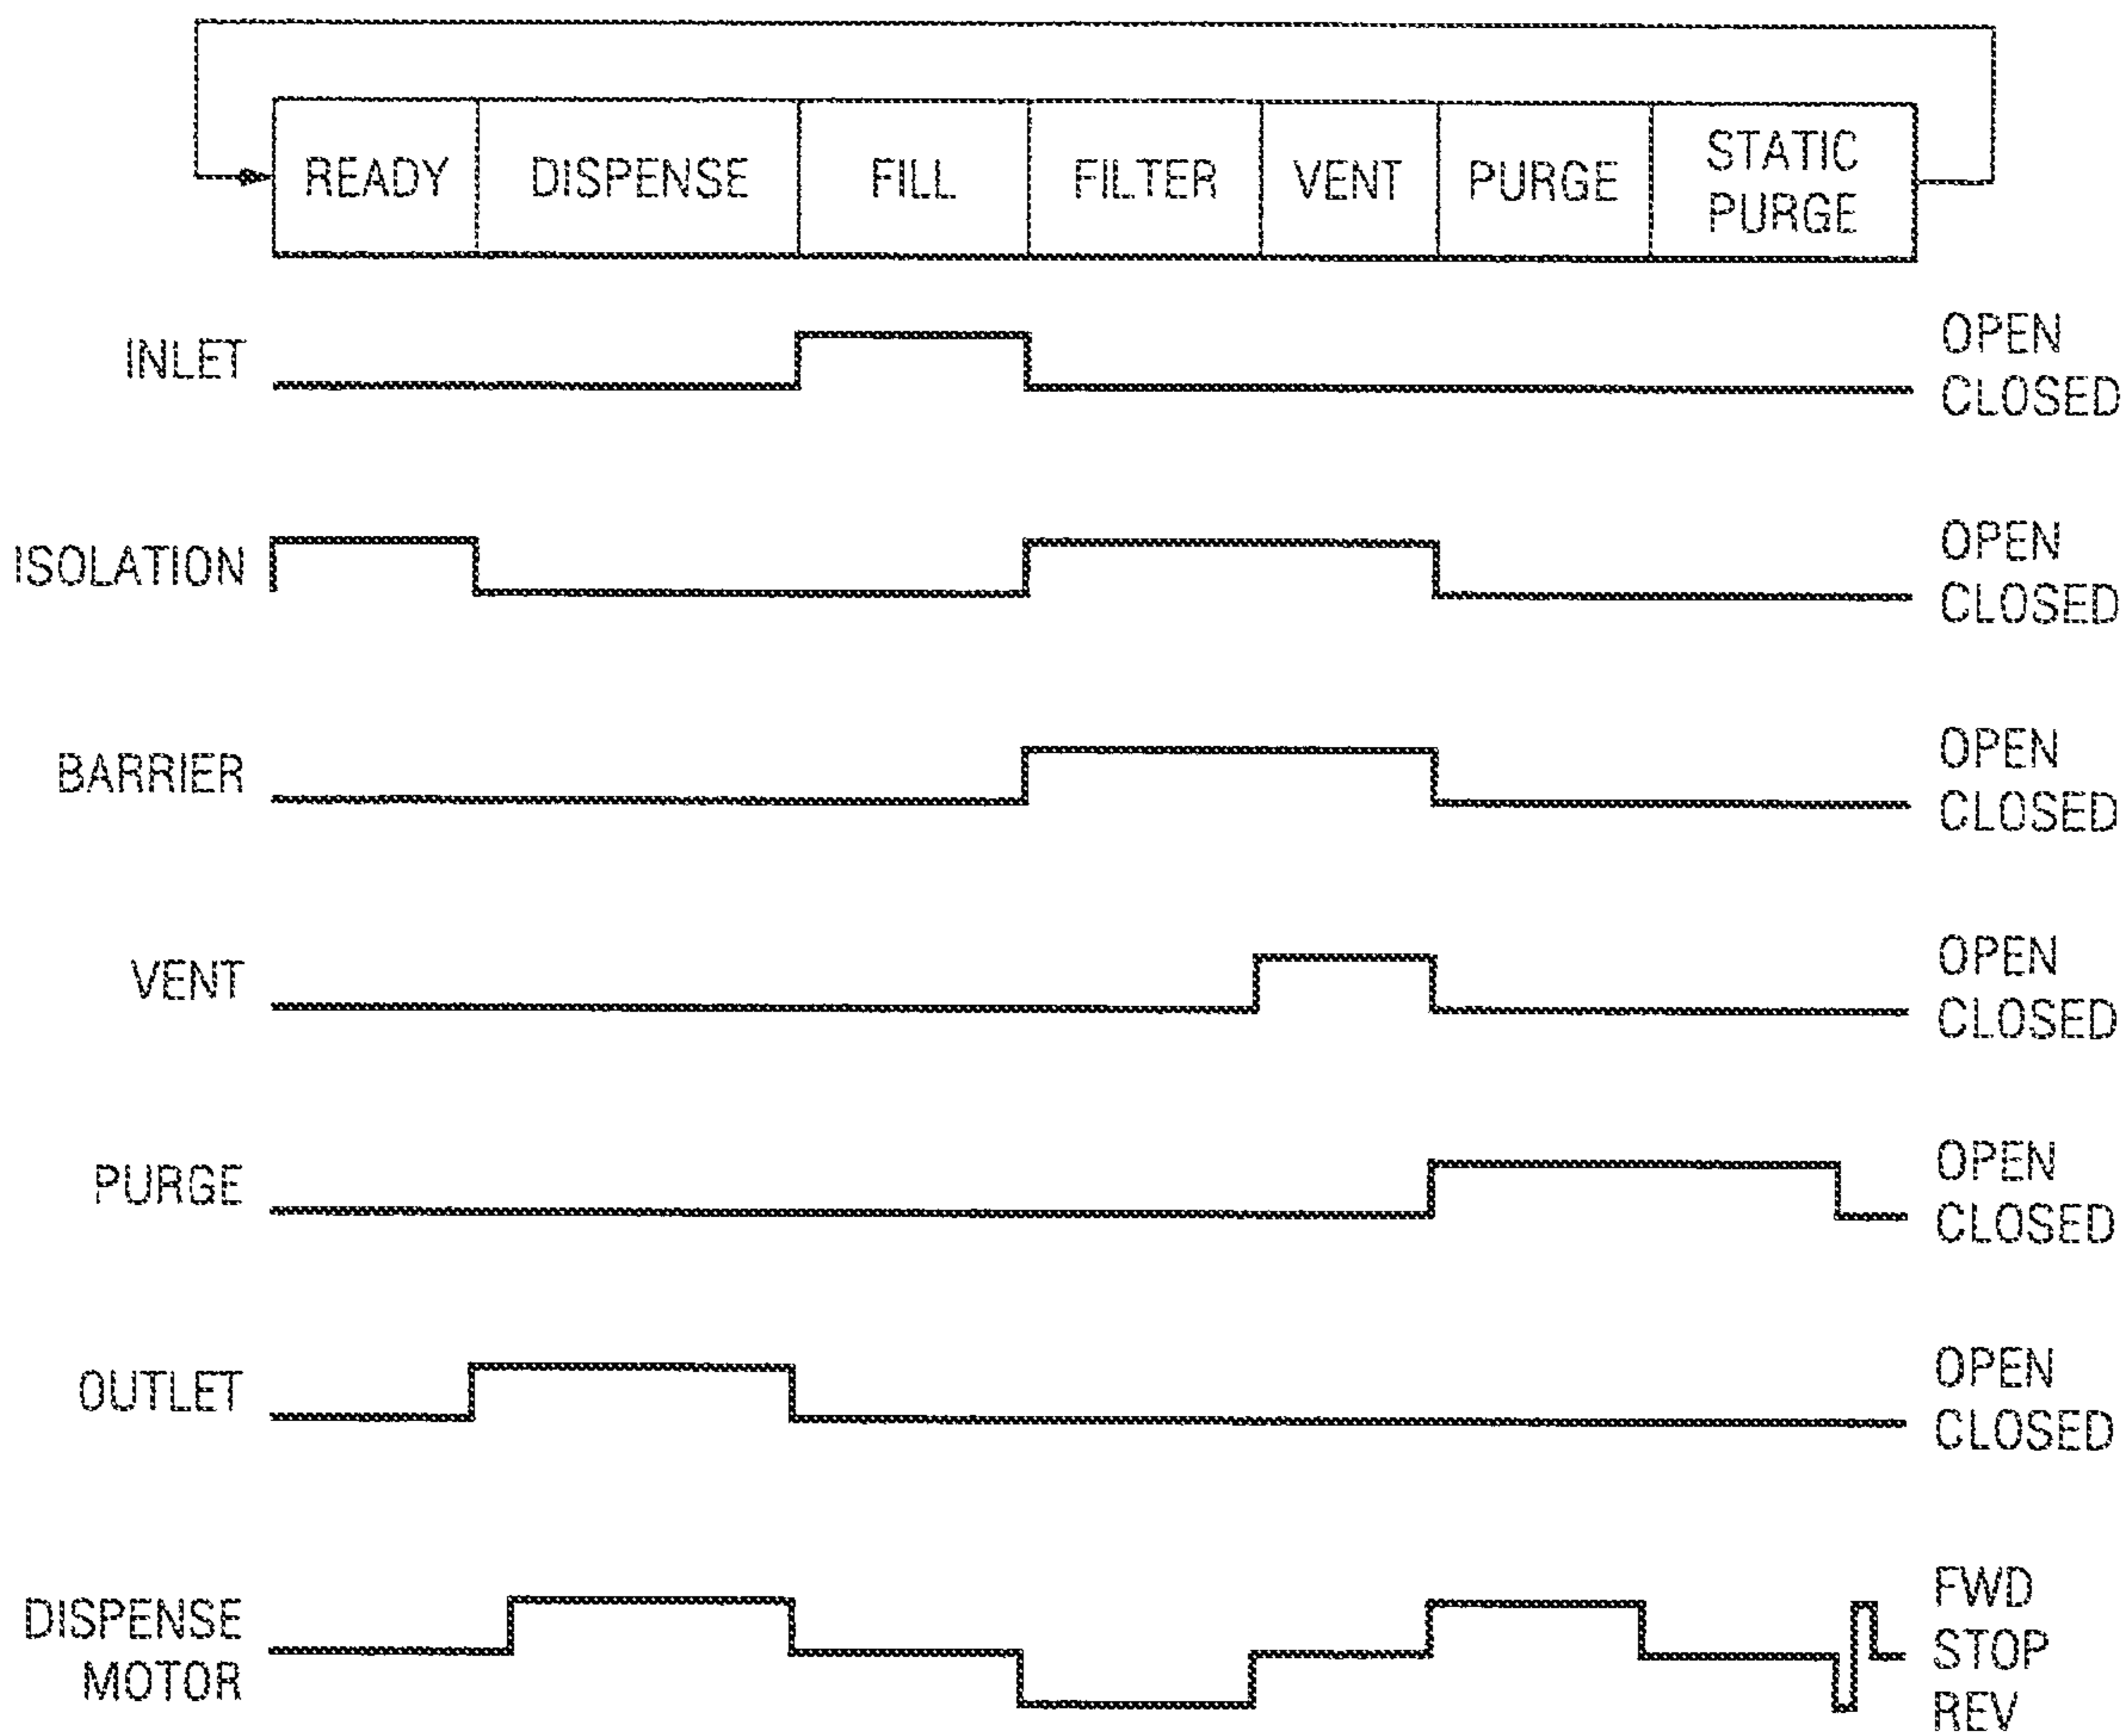 READY DISPENSE FILL FILTER VENT PURGE STATIC
PURGE
INLET
OPEN
CLOSED
ISOLATION
OPEN
CLOSED
BARRIER
OPEN
CLOSED
VENT
OPEN
CLOSED
PURGE
OPEN
CLOSED
OUTLET
OPEN
CLOSED
DISPENSE
MOTOR
FWD
STOP
REV